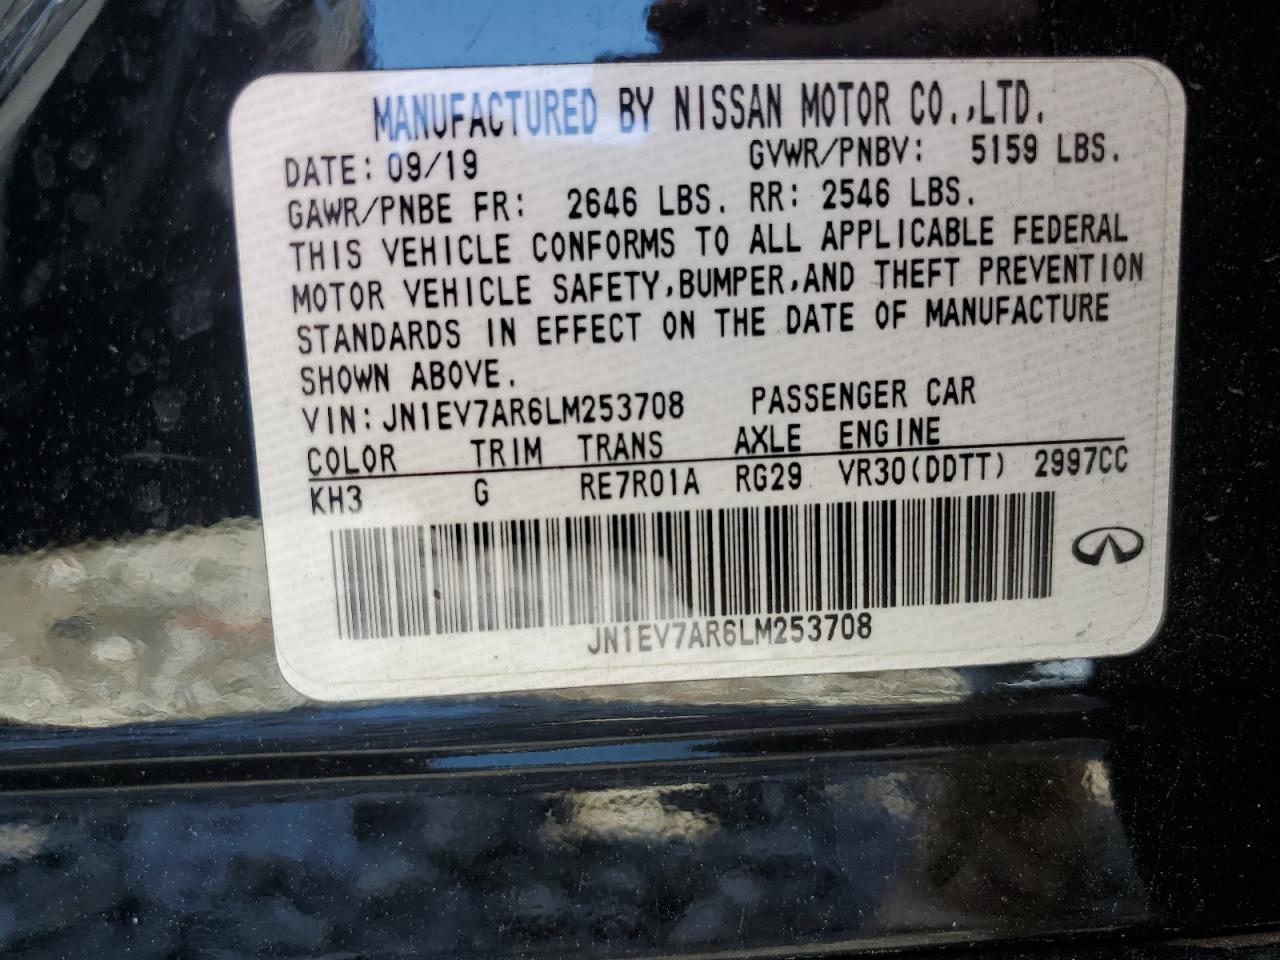 MANUFACTURED BY NISSAN MOTOR CO.,LTD.
DATE: 09/19 GVWR/PNBV: 5159 LBS.
GAWR/PNBE FR: 2646 LBS. RR: 2546 LBS.
THIS VEHICLE CONFORMS TO ALL APPLICABLE FEDERAL
MOTOR VEHICLE SAFETY,BUMPER,AND THEFT PREVENTION
STANDARDS IN EFFECT ON THE DATE OF MANUFACTURE
SHOWN ABOVE.
VIN: JN1EV7AR6LM253708 PASSENGER CAR
COLOR TRIM TRANS AXLE ENGINE
KH3 G RE7R01A RG29 VR30(DDTT) 2997CC
JN1EV7AR6LM253708